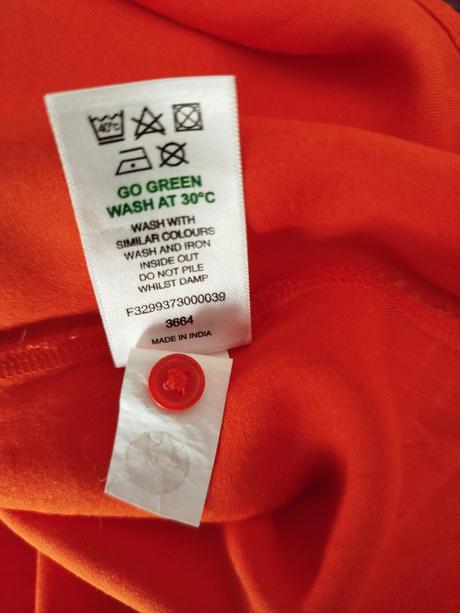 40°C
GO GREEN
WASH AT 30°C
WASH WITH
SIMILAR COLOURS
WASH AND IRON
INSIDE OUT
DO NOT PILE
WHILST DAMP
F3299373000039
3664
MADE IN INDIA